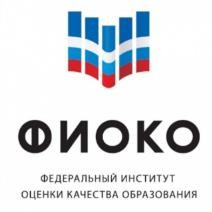 ФИОКО
ФЕДЕРАЛЬНЫЙ ИНСТИТУТ
ОЦЕНКИ КАЧЕСТВА ОБРАЗОВАНИЯ